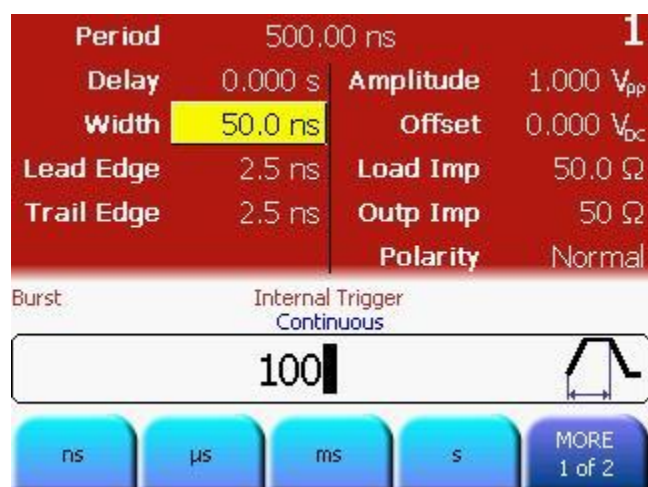 Period 500.00 ns 1
Delay 0.000 s Amplitude 1.000 Vpp
Width 50.0 ns Offset 0.000 VDC
Lead Edge 2.5 ns Load Imp 50.0 Ω
Trail Edge 2.5 ns Outp Imp 50 Ω
Polarity Normal
Burst Internal Trigger
Continuous
100
ns µs ms s MORE
1 of 2